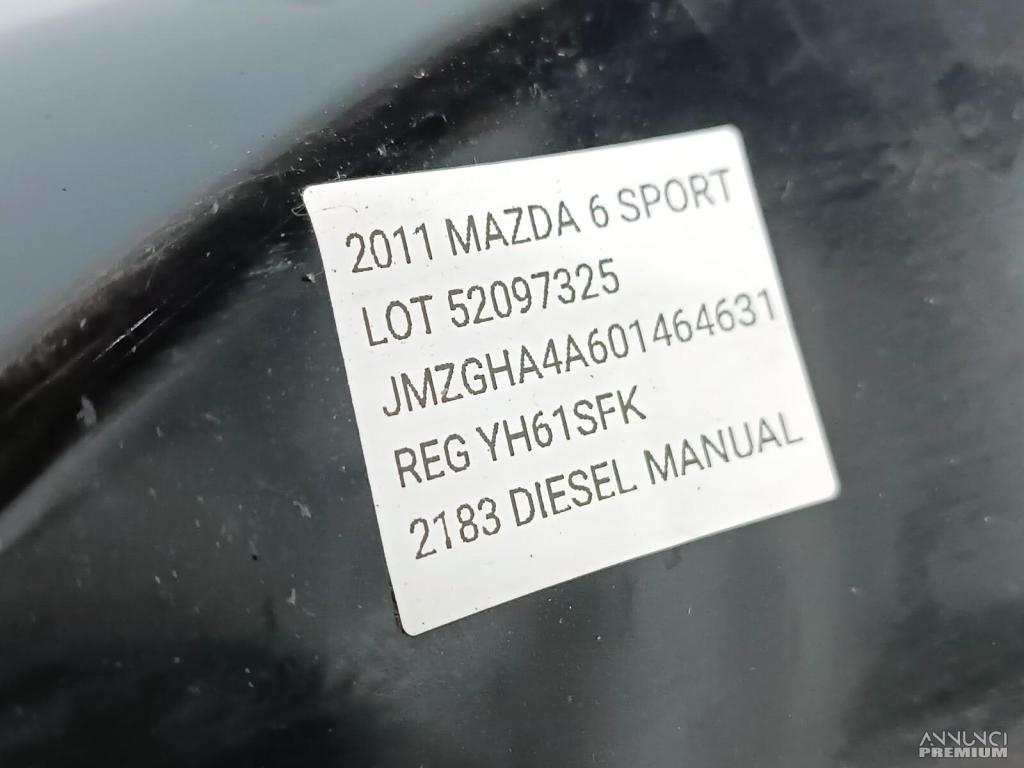 2011 MAZDA 6 SPORT
LOT 52097325
JMZGHA4A601464631
REG YH61SFK
2183 DIESEL MANUAL
ANNUNCI
PREMIUM